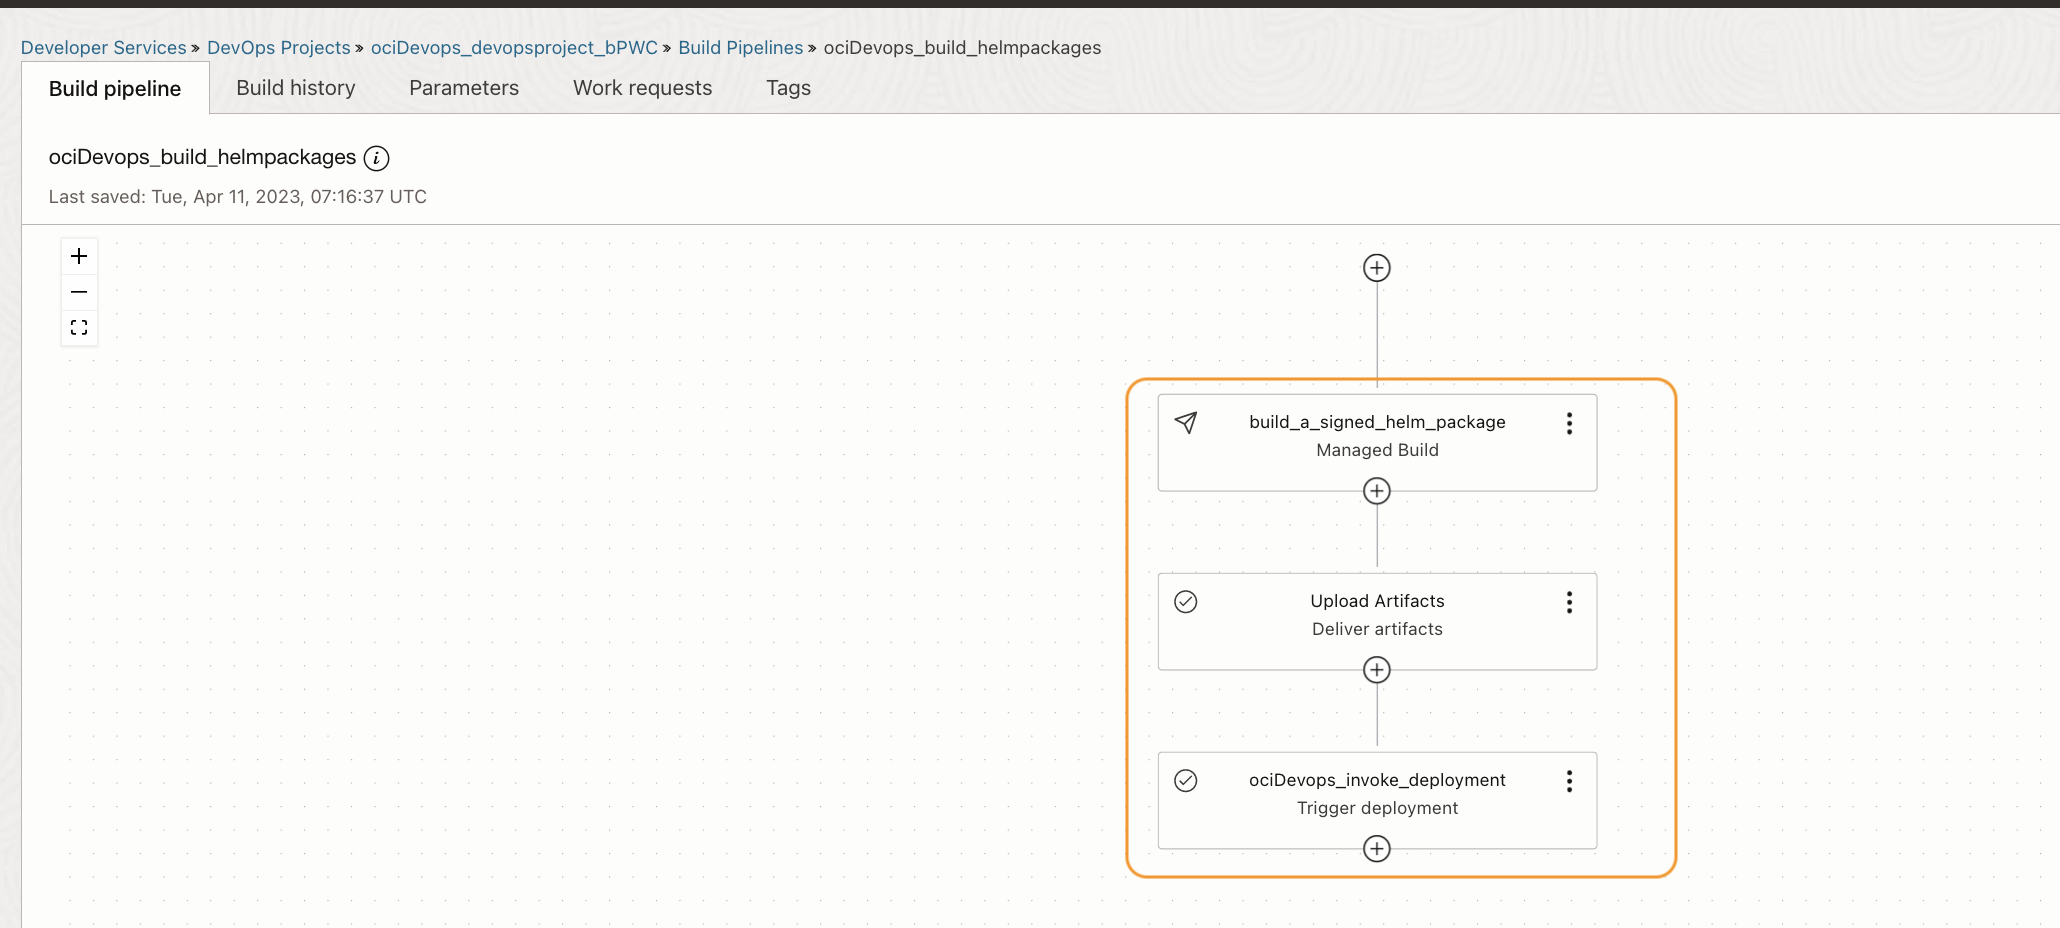 Developer Services » DevOps Projects » ociDevops_devopsproject_bPWC » Build Pipelines » ociDevops_build_helmpackages
Build pipeline Build history Parameters Work requests Tags
ociDevops_build_helmpackages i
Last saved: Tue, Apr 11, 2023, 07:16:37 UTC
build_a_signed_helm_package
Managed Build
Upload Artifacts
Deliver artifacts
ociDevops_invoke_deployment
Trigger deployment